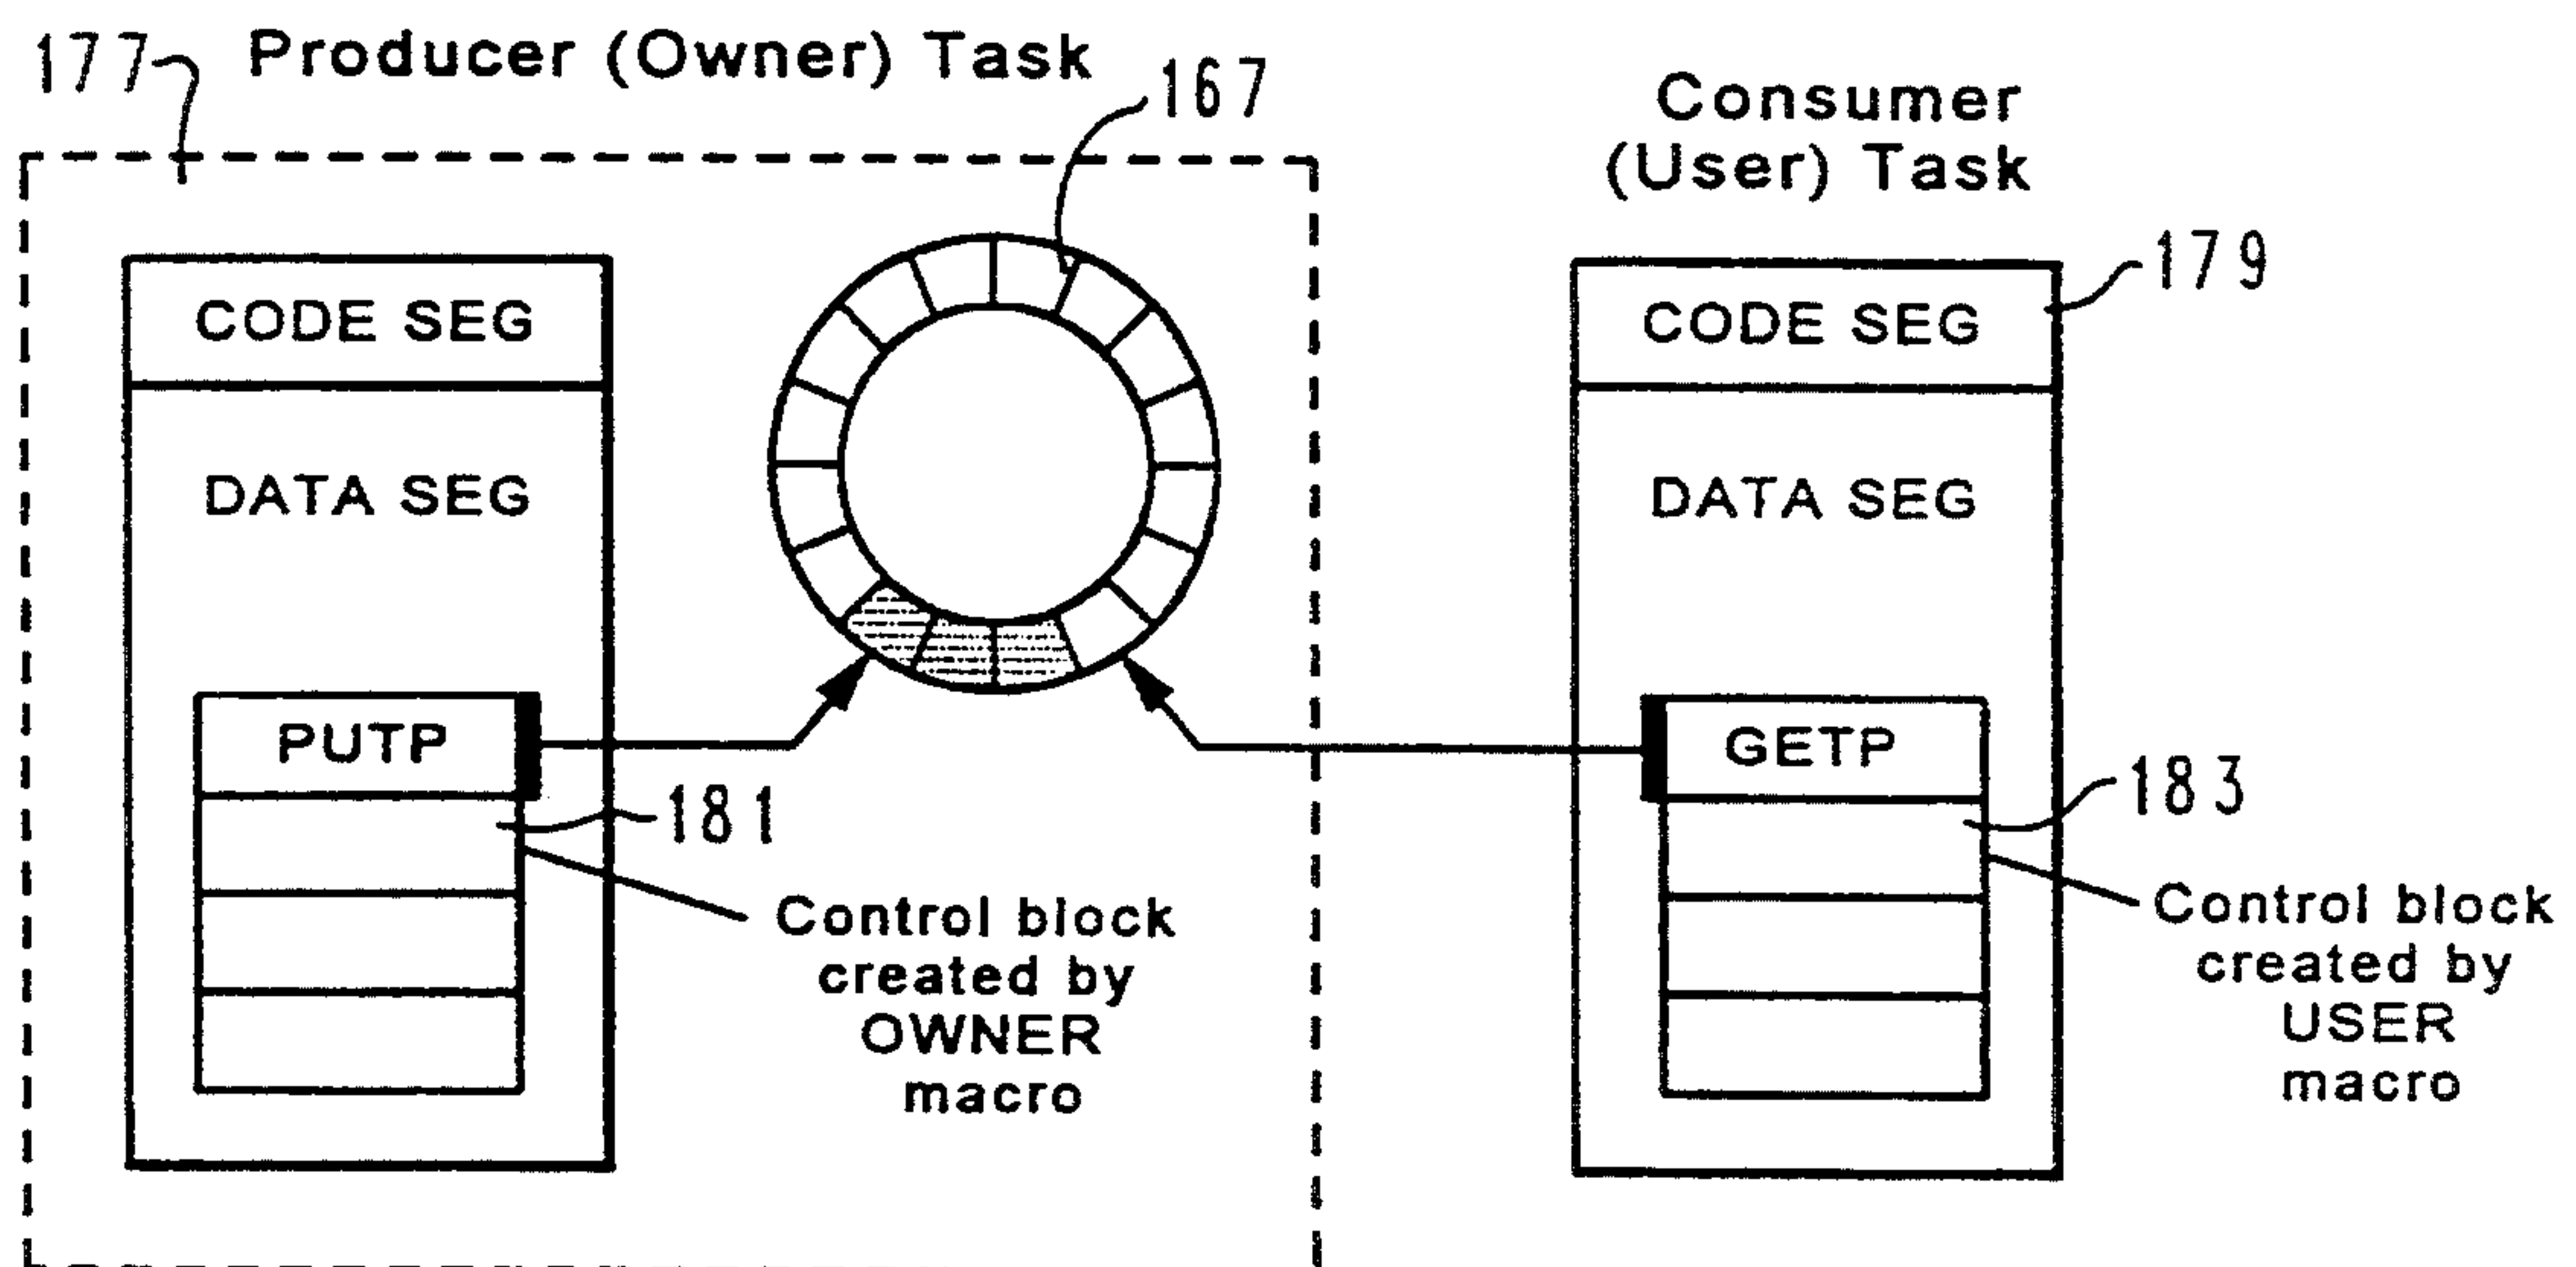 177
Producer (Owner) Task
167
Consumer
(User) Task
179
CODE SEG
DATA SEG
PUTP
181
Control block
created by
OWNER
macro
CODE SEG
DATA SEG
GETP
183
Control block
created by
USER
macro